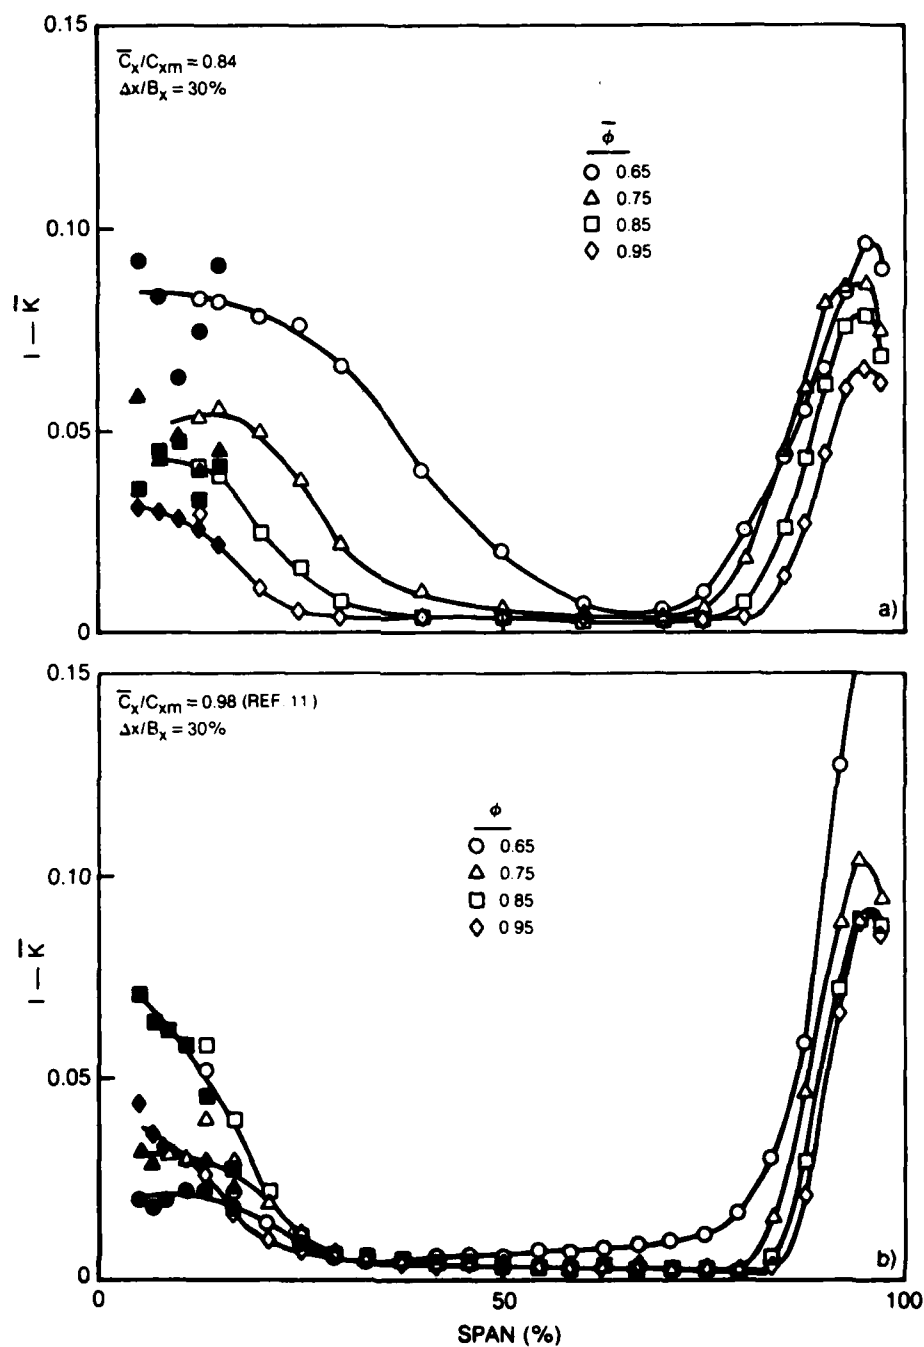 0.15
C̅x/Cxm = 0.84
Δx/Bx = 30%
ϕ̅
0.65
0.75
0.85
0.95
0.10
I — K̅
0.05
0
a)
0.15
C̅x/Cxm = 0.98 (REF. 11)
Δx/Bx = 30%
ϕ
0.65
0.75
0 85
0 95
0.10
I — K̅
0.05
0
b)
0
50
100
SPAN (%)